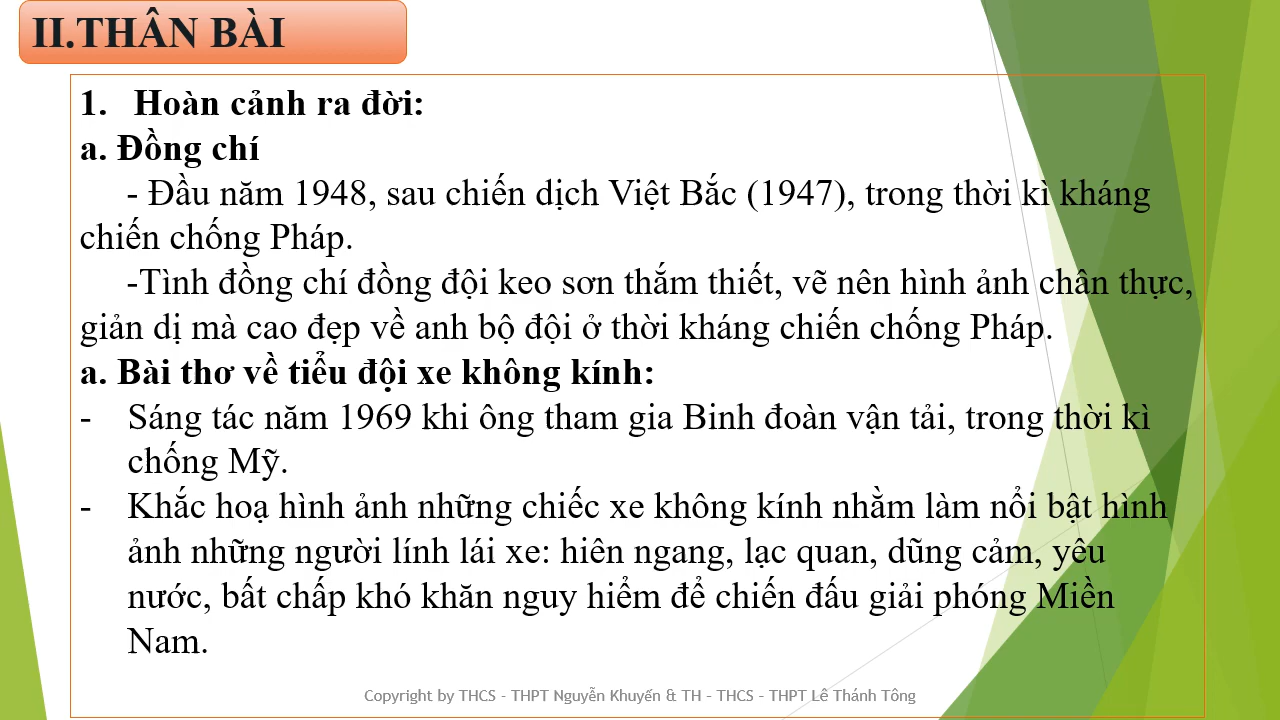 II.THÂN BÀI
1. Hoàn cảnh ra đời:
a. Đồng chí
- Đầu năm 1948, sau chiến dịch Việt Bắc (1947), trong thời kì kháng
chiến chống Pháp.
-Tình đồng chí đồng đội keo sơn thắm thiết, vẽ nên hình ảnh chân thực,
giản dị mà cao đẹp về anh bộ đội ở thời kháng chiến chống Pháp.
a. Bài thơ về tiểu đội xe không kính:
- Sáng tác năm 1969 khi ông tham gia Binh đoàn vận tải, trong thời kì
chống Mỹ.
- Khắc hoạ hình ảnh những chiếc xe không kính nhằm làm nổi bật hình
ảnh những người lính lái xe: hiên ngang, lạc quan, dũng cảm, yêu
nước, bất chấp khó khăn nguy hiểm để chiến đấu giải phóng Miền
Nam.
Copyright by THCS - THPT Nguyễn Khuyến & TH - THCS - THPT Lê Thánh Tông